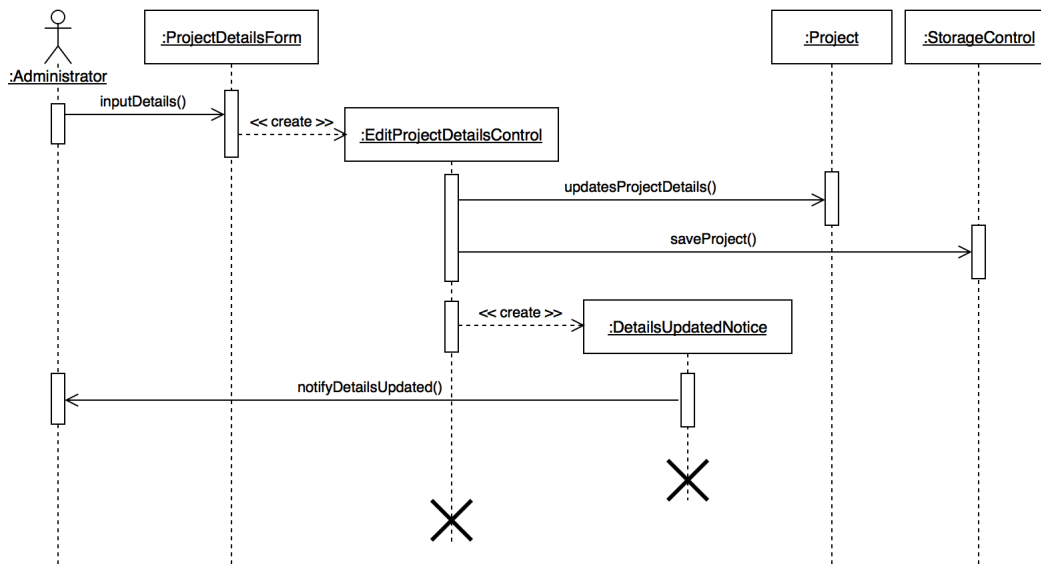 :ProjectDetailsForm
:Project
:StorageControl
:Administrator
inputDetails()
<< create >>
:EditProjectDetailsControl
updatesProjectDetails()
saveProject()
<< create >>
:DetailsUpdatedNotice
notifyDetailsUpdated()